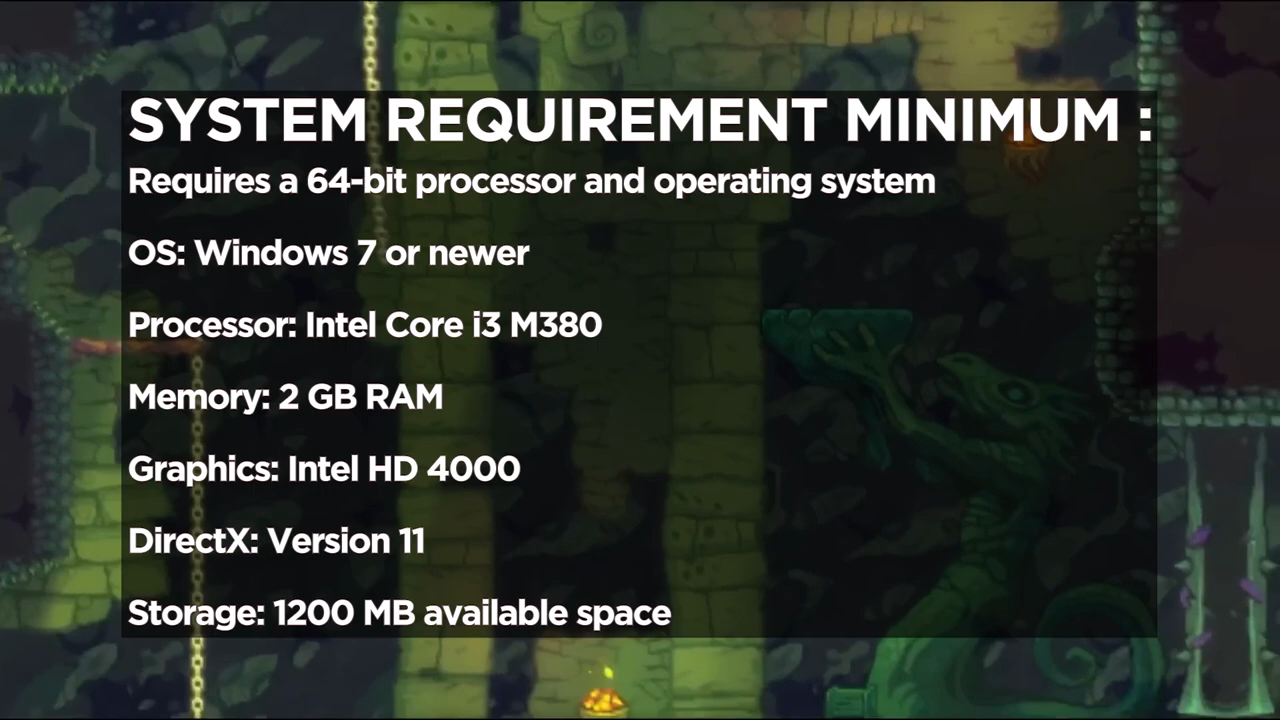 SYSTEM REQUIREMENT MINIMUM :
Requires a 64-bit processor and operating system
OS: Windows 7 or newer
Processor: Intel Core i3 M380
Memory: 2 GB RAM
Graphics: Intel HD 4000
DirectX: Version 11
Storage: 1200 MB available space